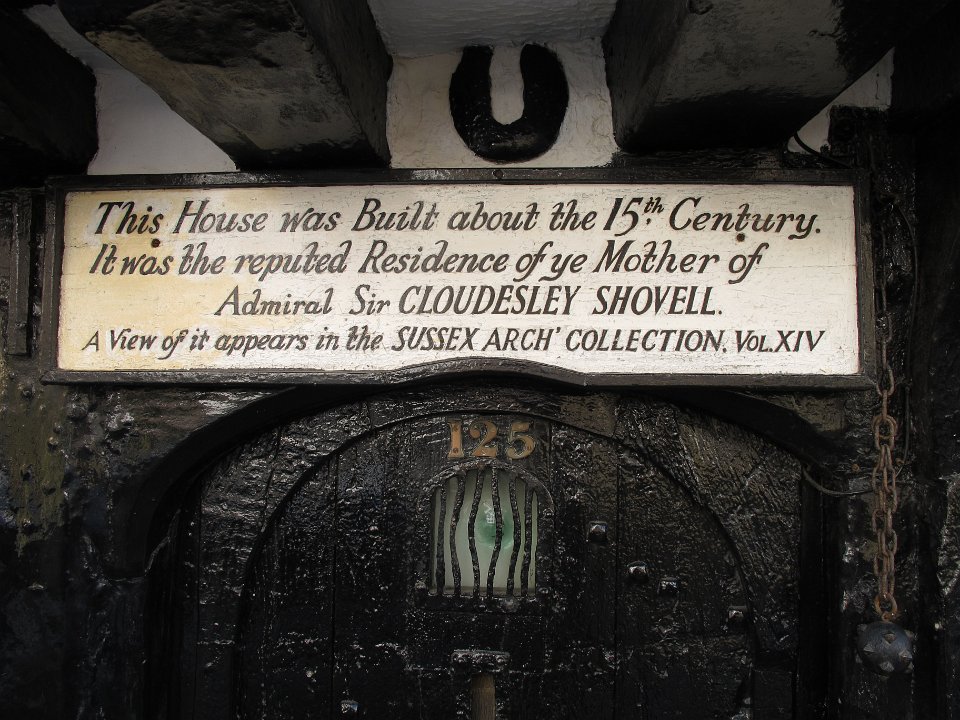 This House was Built about the 15th Century.
It was the reputed Residence of ye Mother of
Admiral Sir CLOUDESLEY SHOVELL.
A View of it appears in the SUSSEX ARCH' COLLECTION. VOL. XIV
125